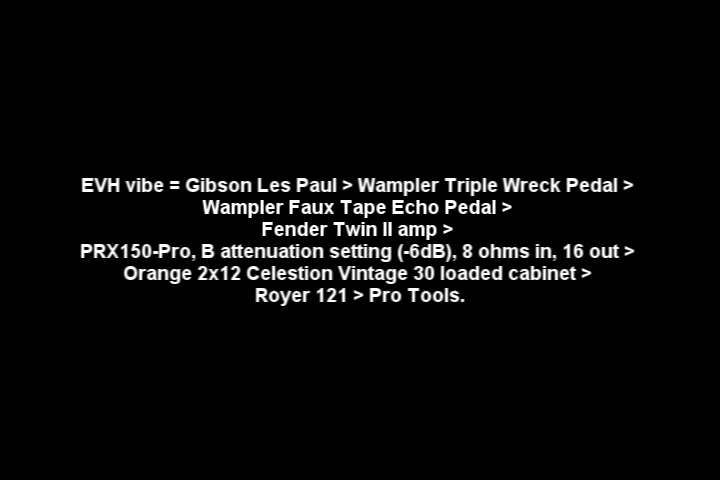 EVH vibe = Gibson Les Paul > Wampler Triple Wreck Pedal >
Wampler Faux Tape Echo Pedal >
Fender Twin II amp >
PRX150-Pro, B attenuation setting (-6dB), 8 ohms in, 16 out >
Orange 2x12 Celestion Vintage 30 loaded cabinet >
Royer 121 > Pro Tools.